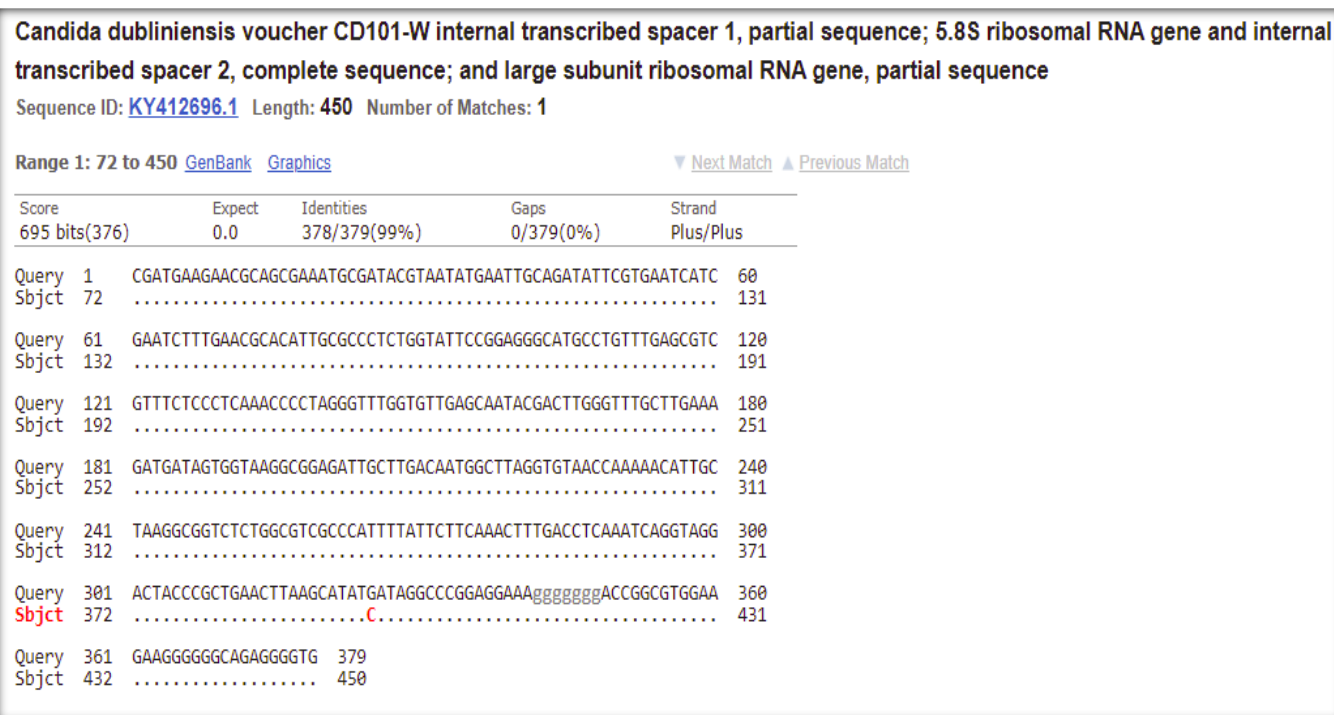 Candida dubliniensis voucher CD101-W internal transcribed spacer 1, partial sequence; 5.8S ribosomal RNA gene and internal
transcribed spacer 2, complete sequence; and large subunit ribosomal RNA gene, partial sequence
Sequence ID: KY412696.1 Length: 450 Number of Matches: 1
Range 1: 72 to 450 GenBank Graphics ▼ Next Match ▲ Previous Match
Score Expect Identities Gaps Strand
695 bits(376) 0.0 378/379(99%) 0/379(0%) Plus/Plus
Query 1 CGATGAAGAACGCAGCGAAATGCGATACGTAATATGAATTGCAGATATTCGTGAATCATC 60
Sbjct 72 ............................................................ 131
Query 61 GAATCTTTGAACGCACATTGCGCCCTCTGGTATTCCGGAGGGCATGCCTGTTTGAGCGTC 120
Sbjct 132 ............................................................ 191
Query 121 GTTTCTCCCTCAAACCCCTAGGGTTTGGTGTTGAGCAATACGACTTGGGTTTGCTTGAAA 180
Sbjct 192 ............................................................ 251
Query 181 GATGATAGTGGTAAGGCGGAGATTGCTTGACAATGGCTTAGGTGTAACCAAAAACATTGC 240
Sbjct 252 ............................................................ 311
Query 241 TAAGGCGGTCTCTGGCGTCGCCCATTTTATTCTTCAAACTTTGACCTCAAATCAGGTAGG 300
Sbjct 312 ............................................................ 371
Query 301 ACTACCCGCTGAACTTAAGCATATGATAGGCCCGGAGGAAAgggggggACCGGCGTGGAA 360
Sbjct 372 ........................C................................... 431
Query 361 GAAGGGGGGCAGAGGGGTG 379
Sbjct 432 ................... 450